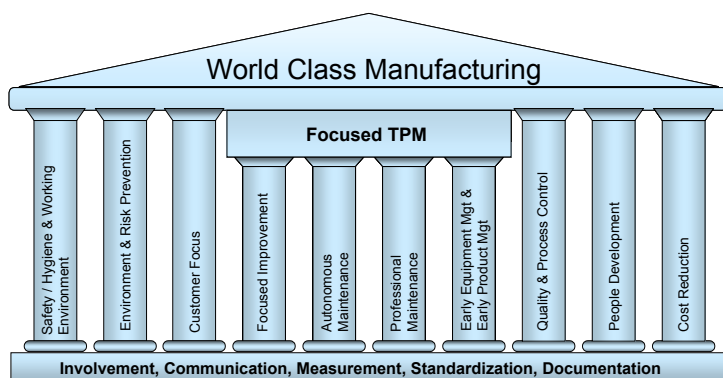 World Class Manufacturing
Focused TPM
Safety / Hygiene & Working
Environment
Environment & Risk Prevention
Customer Focus
Focused Improvement
Autonomous
Maintenance
Professional
Maintenance
Early Equipment Mgt &
Early Product Mgt
Quality & Process Control
People Development
Cost Reduction
Involvement, Communication, Measurement, Standardization, Documentation